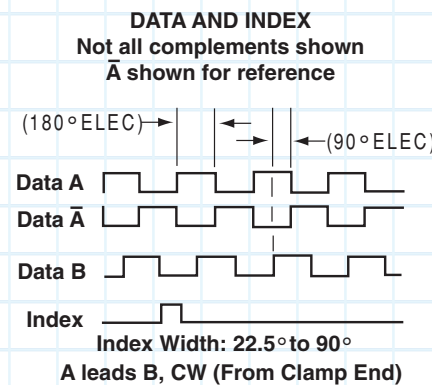 DATA AND INDEX
Not all complements shown
A̅ shown for reference
(180°ELEC)
(90°ELEC)
Data A
Data A̅
Data B
Index
Index Width: 22.5° to 90°
A leads B, CW (From Clamp End)